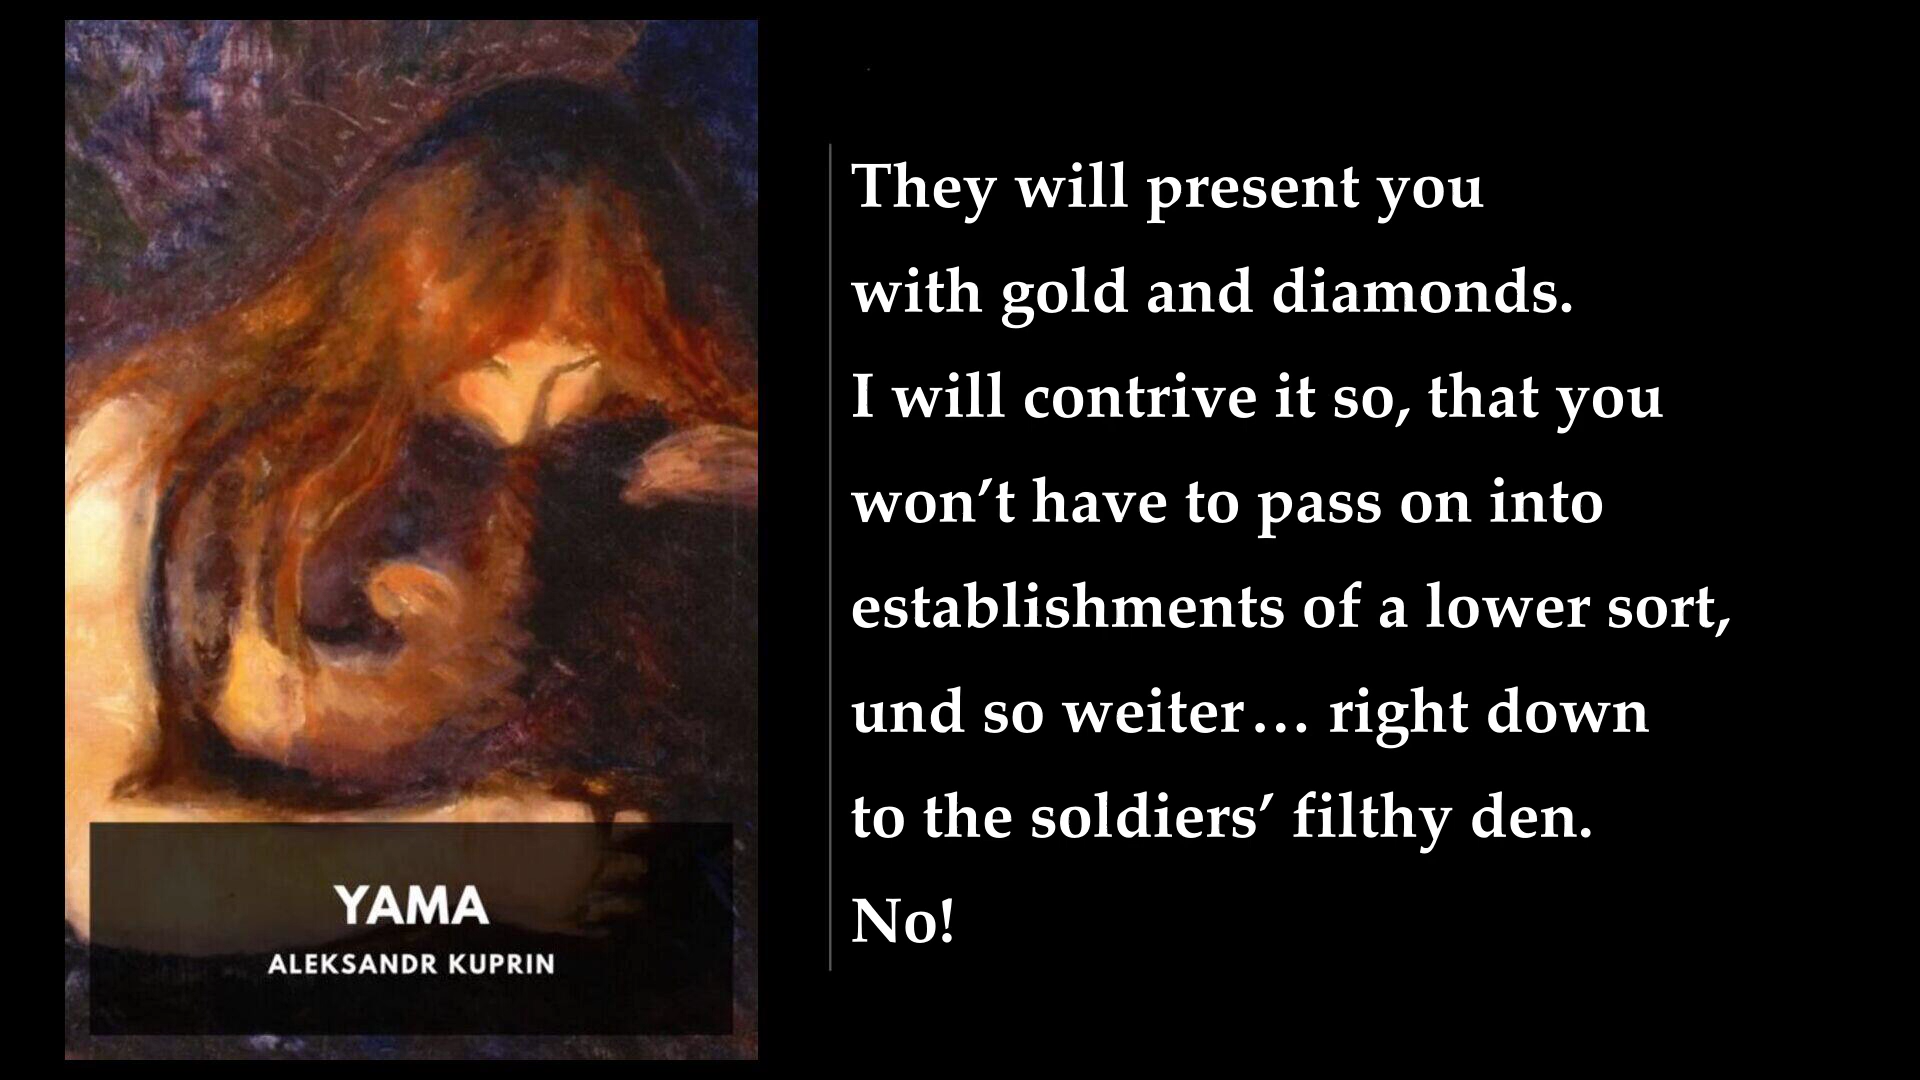 YAMA
ALEKSANDR KUPRIN
They will present you
with gold and diamonds.
I will contrive it so, that you
won’t have to pass on into
establishments of a lower sort,
und so weiter… right down
to the soldiers’ filthy den.
No!